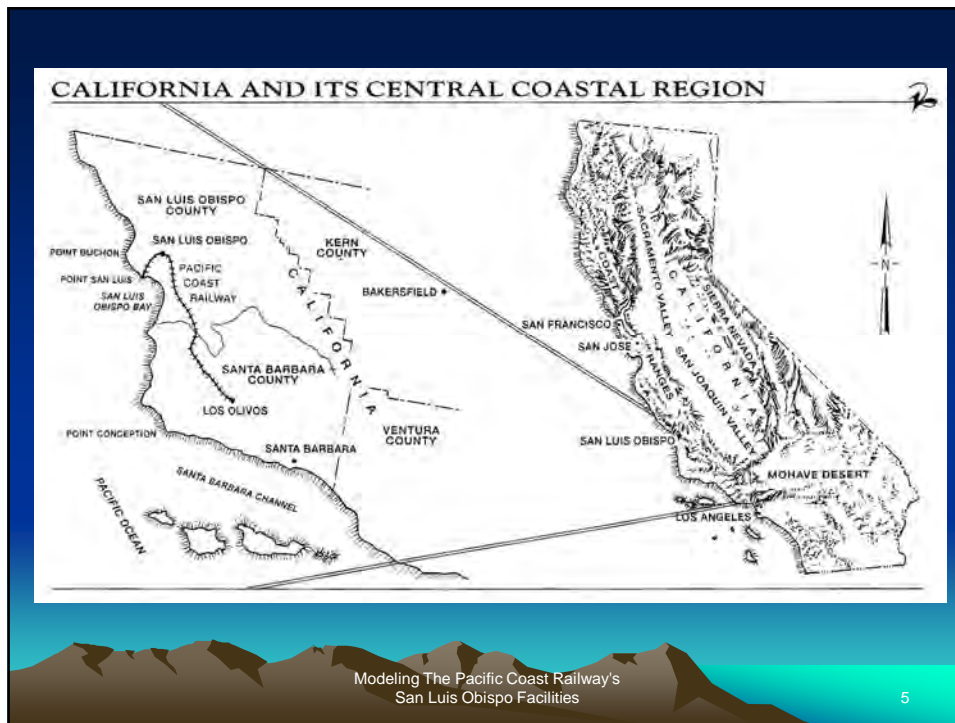 CALIFORNIA AND ITS CENTRAL COASTAL REGION
SAN LUIS OBISPO
COUNTY
SAN LUIS OBISPO
KERN
COUNTY
POINT BUCHON
PACIFIC
COAST
RAILWAY
POINT SAN LUIS
SAN LUIS
OBISPO BAY
BAKERSFIELD
CALIFORNIA
SANTA BARBARA
COUNTY
LOS OLIVOS
VENTURA
COUNTY
POINT CONCEPTION
SANTA BARBARA
SANTA BARBARA CHANNEL
PACIFIC OCEAN
COAST
RANGES
SACRAMENTO VALLEY
SAN JOAQUIN VALLEY
CALIFORNIA
SIERRA NEVADA
SAN FRANCISCO
SAN JOSE
SAN LUIS OBISPO
MOHAVE DESERT
LOS ANGELES
N
Modeling The Pacific Coast Railway's
San Luis Obispo Facilities
5